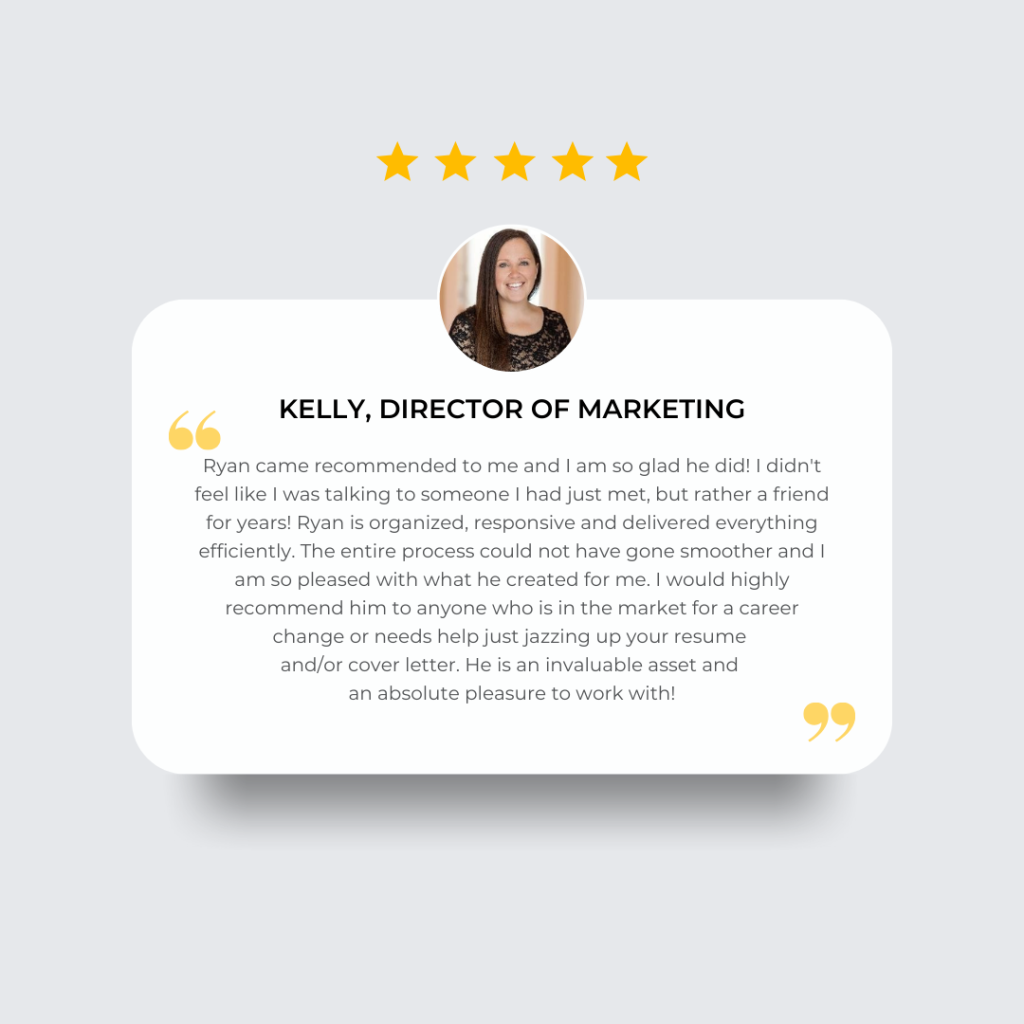 KELLY, DIRECTOR OF MARKETING
“
Ryan came recommended to me and I am so glad he did! I didn't
feel like I was talking to someone I had just met, but rather a friend
for years! Ryan is organized, responsive and delivered everything
efficiently. The entire process could not have gone smoother and I
am so pleased with what he created for me. I would highly
recommend him to anyone who is in the market for a career
change or needs help just jazzing up your resume
and/or cover letter. He is an invaluable asset and
an absolute pleasure to work with!
”